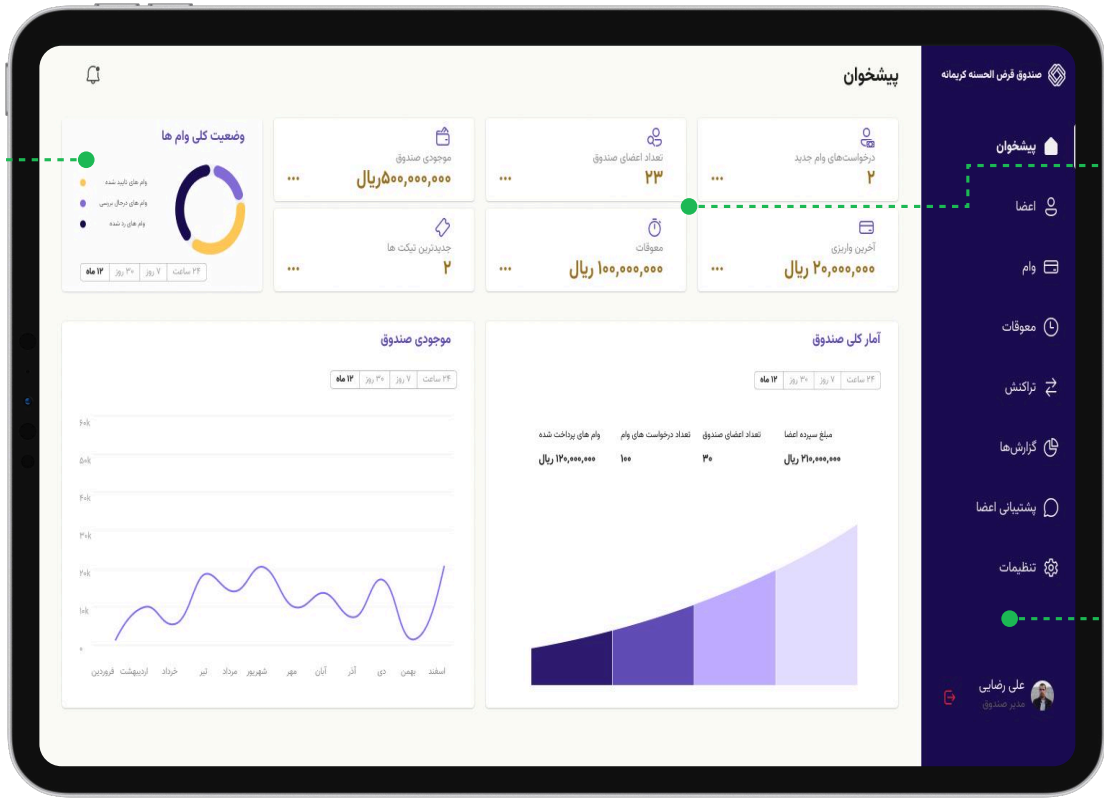 صندوق قرض الحسنه کریمانه
پیشخوان
اعضا
وام
معوقات
تراکنش
گزارش‌ها
پشتیبانی اعضا
تنظیمات
علی رضایی
مدیر صندوق
پیشخوان
درخواست‌های وام جدید
۲
تعداد اعضای صندوق
۲۳
موجودی صندوق
۵۰۰,۰۰۰,۰۰۰ریال
آخرین واریزی
۲۰,۰۰۰,۰۰۰ ریال
معوقات
۱۰۰,۰۰۰,۰۰۰ ریال
جدیدترین تیکت ها
۲
وضعیت کلی وام ها
وام های تایید شده
وام های درحال بررسی
وام های رد شده
۲۴ ساعت ۷ روز ۳۰ روز ۱۲ ماه
آمار کلی صندوق
۲۴ ساعت ۷ روز ۳۰ روز ۱۲ ماه
مبلغ سپرده اعضا تعداد اعضای صندوق تعداد درخواست های وام وام های پرداخت شده
۲۱۰,۰۰۰,۰۰۰ ریال ۳۰ ۱۰۰ ۱۲۰,۰۰۰,۰۰۰ ریال
موجودی صندوق
۲۴ ساعت ۷ روز ۳۰ روز ۱۲ ماه
۶۰k
۵۰k
۴۰k
۳۰k
۲۰k
۱۰k
۰
فروردین اردیبهشت خرداد تیر مرداد شهریور مهر آبان آذر دی بهمن اسفند